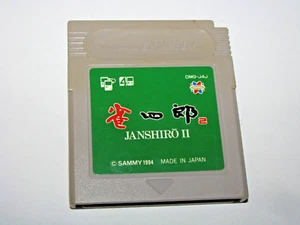 DMG-J4J
雀四郎2
JANSHIRŌ II
© SAMMY 1994 MADE IN JAPAN